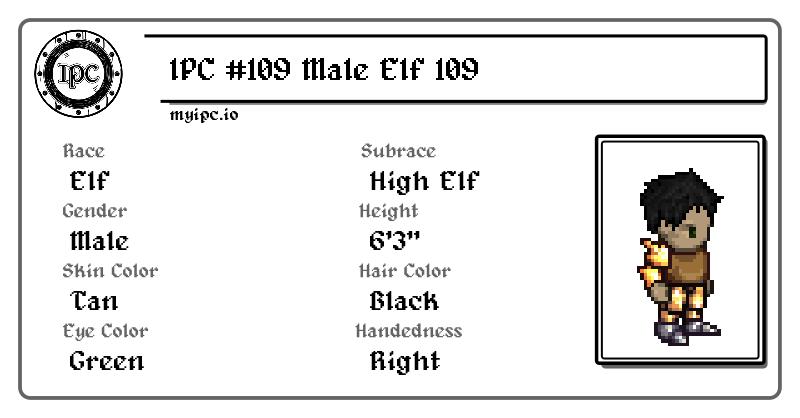 IPC
IPC #109 Male Elf 109
myipc.io
Race
Elf
Subrace
High Elf
Gender
Male
Height
6'3"
Skin Color
Tan
Hair Color
Black
Eye Color
Green
Handedness
Right